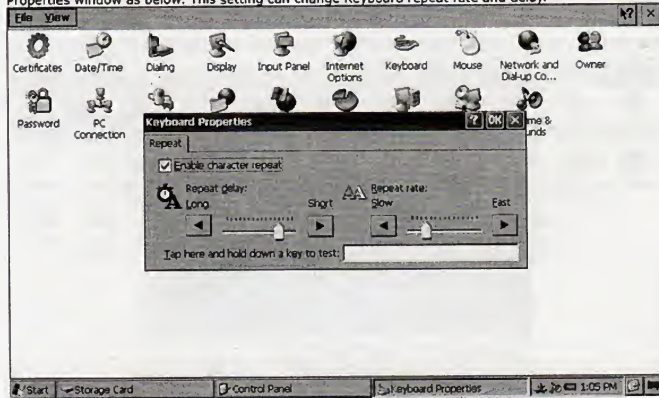 Properties window as below. This setting can change Keyboard repeat rate and delay.
File View
Certificates Date/Time Dialing Display Input Panel Internet Options Keyboard Mouse Network and Dial-up Co... Owner
Password PC Connection
me &
unds
Keyboard Properties ? OK ×
Repeat
Enable character repeat
Repeat delay: Repeat rate:
Long Short Slow Fast
Tap here and hold down a key to test:
Start Storage Card Control Panel Keyboard Properties 1:05 PM